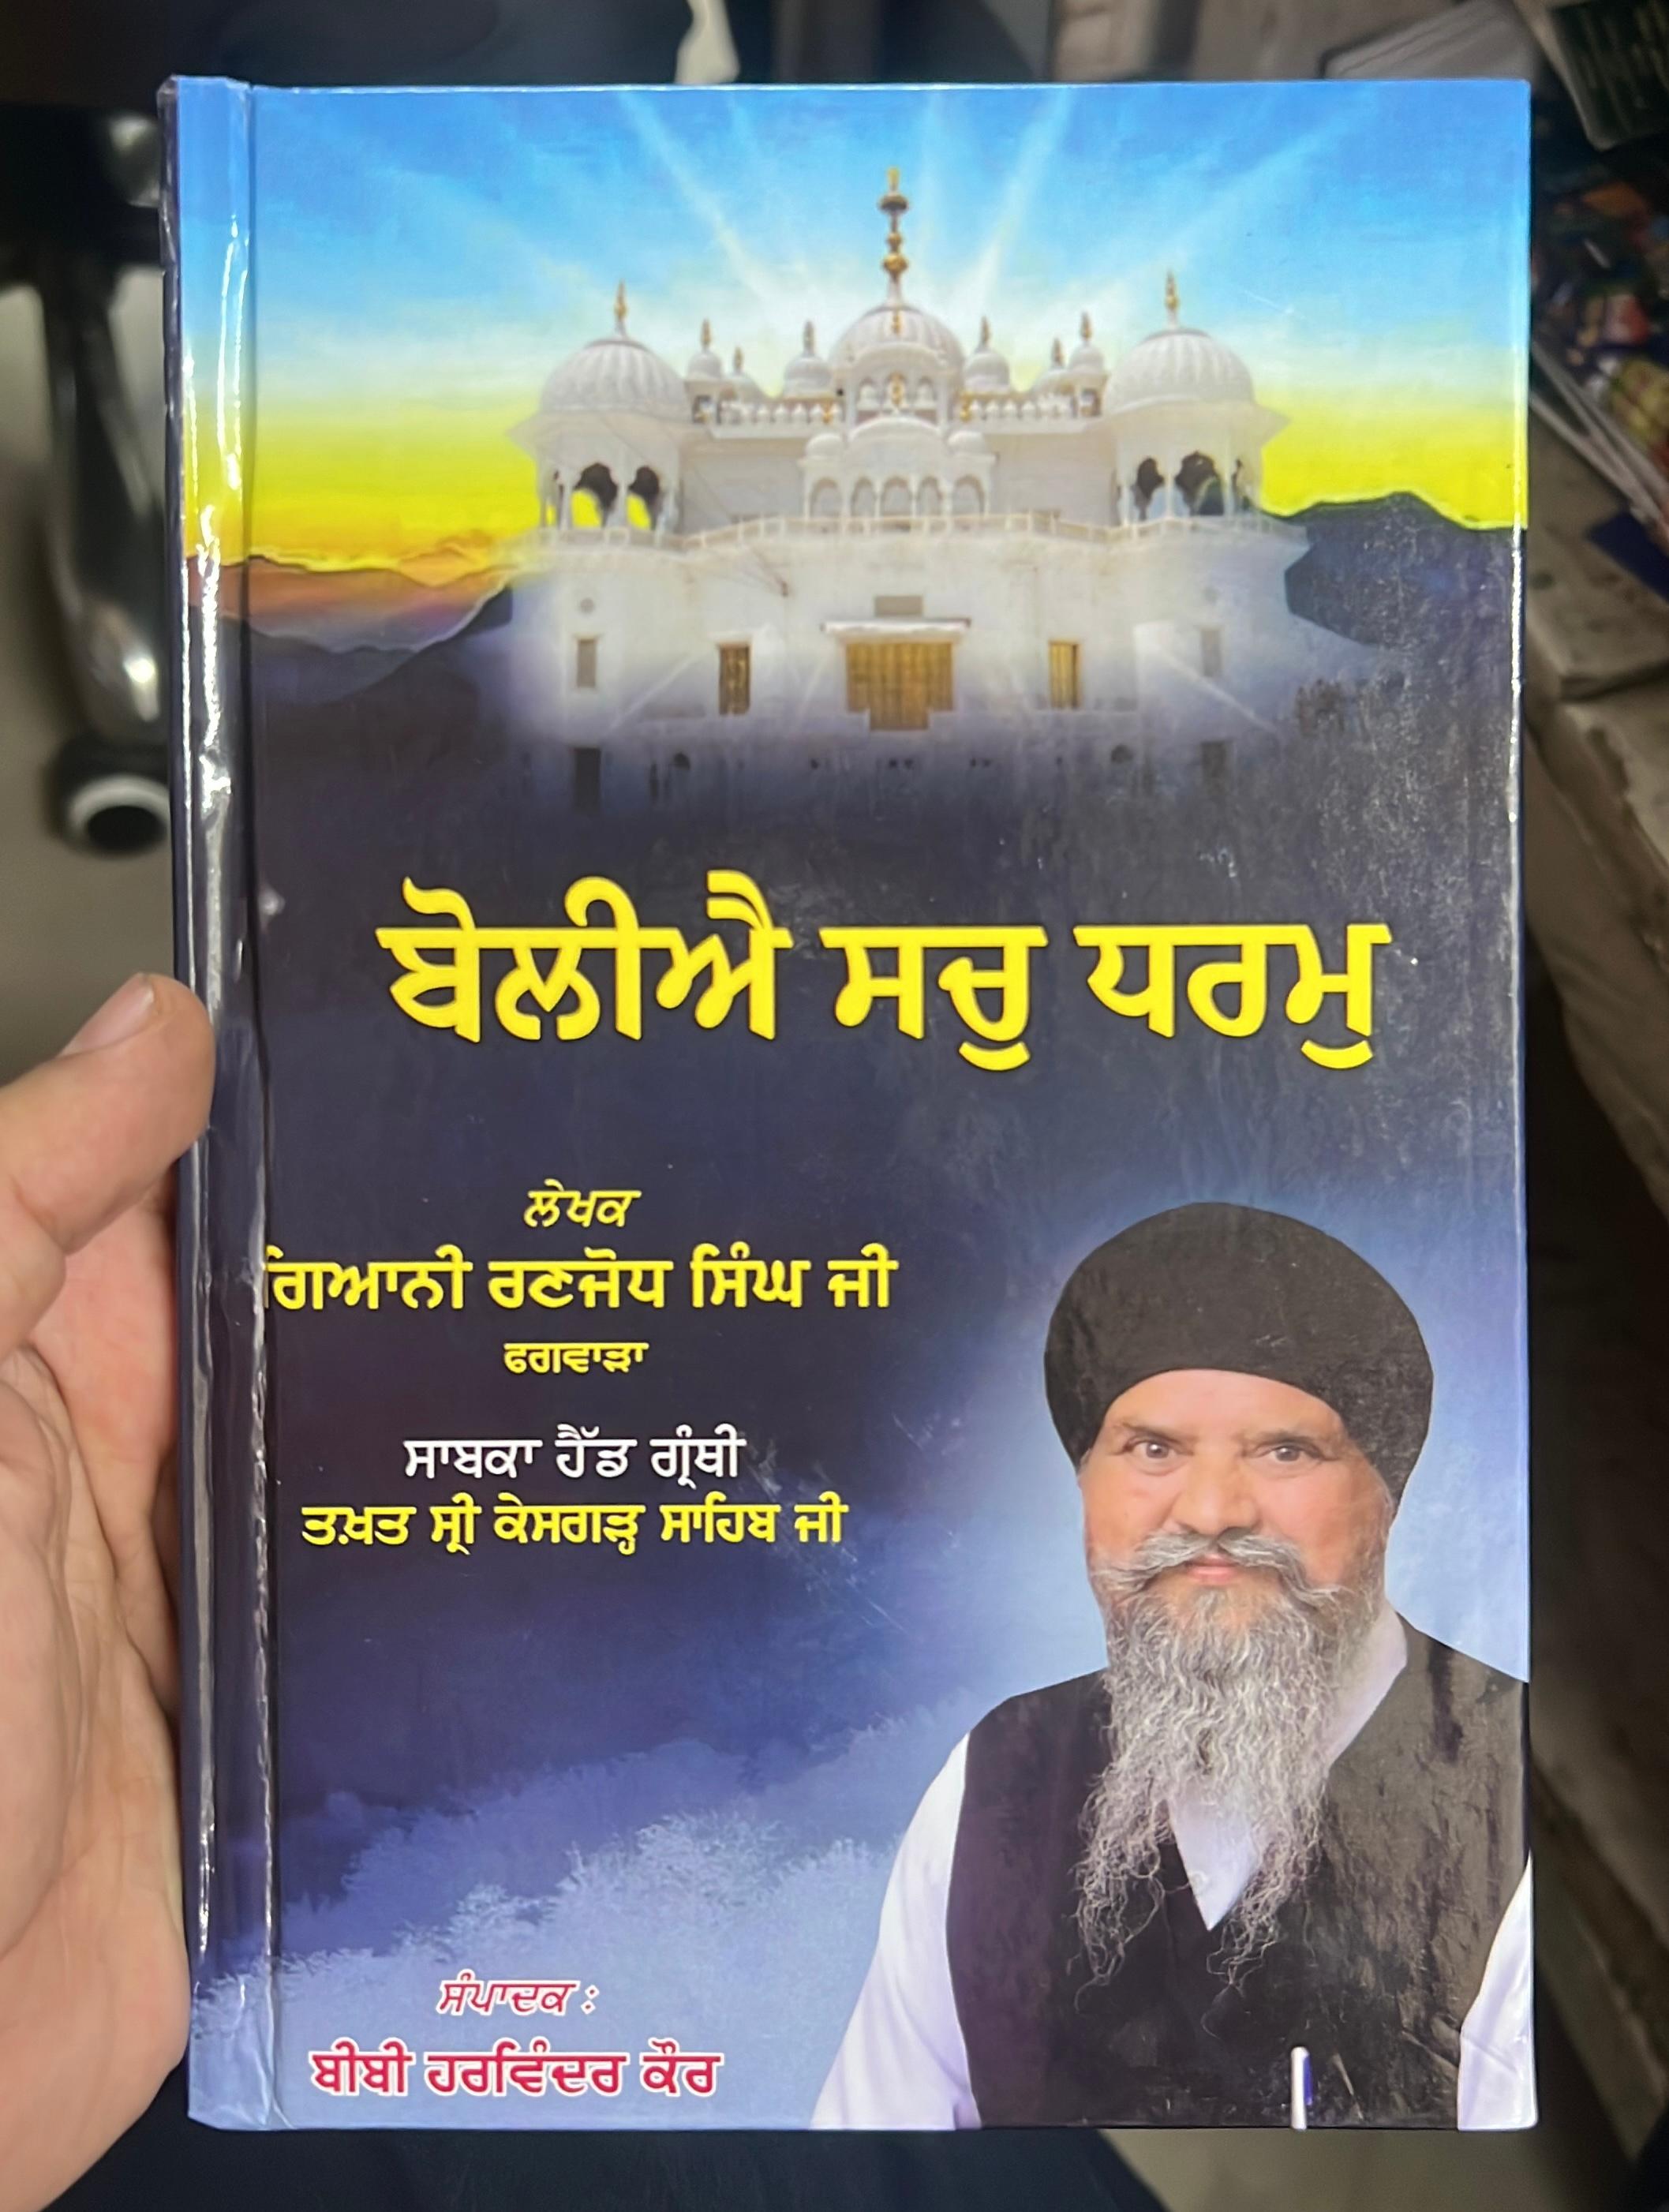 ਬੋਲੀਐ ਸਚੁ ਧਰਮੁ
ਲੇਖਕ
ਗਿਆਨੀ ਰਣਜੋਧ ਸਿੰਘ ਜੀ
ਫਗਵਾੜਾ
ਸਾਬਕਾ ਹੈੱਡ ਗ੍ਰੰਥੀ
ਤਖ਼ਤ ਸ੍ਰੀ ਕੇਸਗੜ੍ਹ ਸਾਹਿਬ ਜੀ
ਸੰਪਾਦਕ :
ਬੀਬੀ ਹਰਵਿੰਦਰ ਕੌਰ